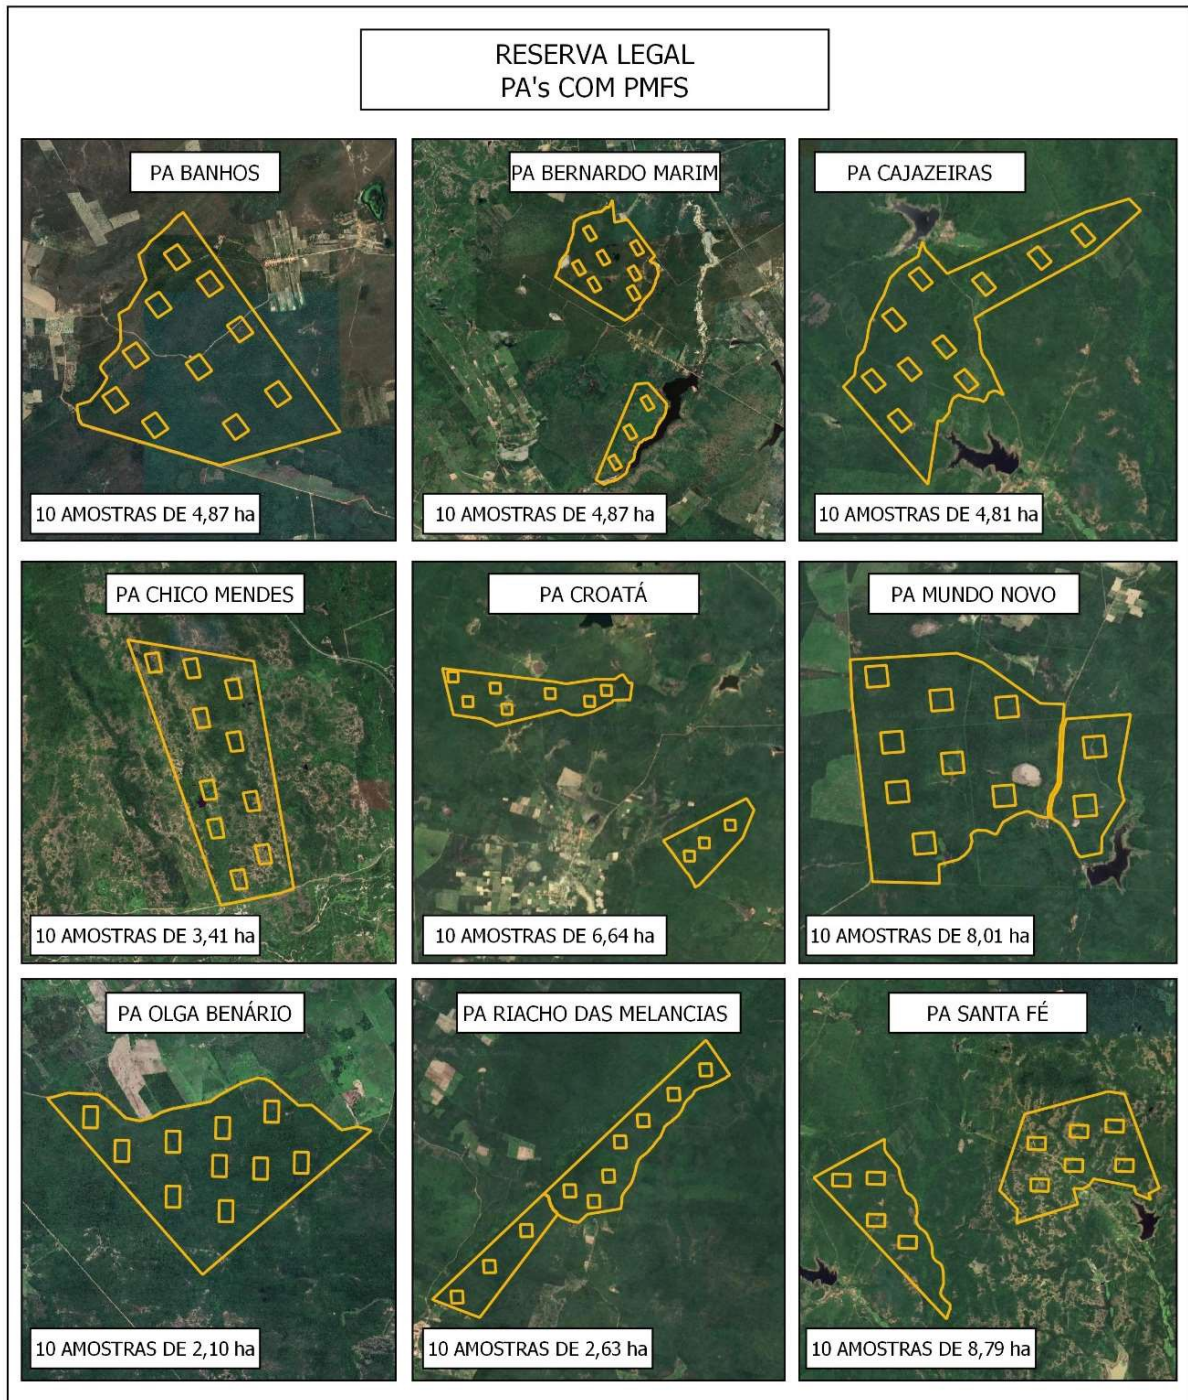 RESERVA LEGAL
PA's COM PMFS
PA BANHOS
PA BERNARDO MARIM
PA CAJAZEIRAS
10 AMOSTRAS DE 4,87 ha
10 AMOSTRAS DE 4,87 ha
10 AMOSTRAS DE 4,81 ha
PA CHICO MENDES
PA CROATÁ
PA MUNDO NOVO
10 AMOSTRAS DE 3,41 ha
10 AMOSTRAS DE 6,64 ha
10 AMOSTRAS DE 8,01 ha
PA OLGA BENÁRIO
PA RIACHO DAS MELANCIAS
PA SANTA FÉ
10 AMOSTRAS DE 2,10 ha
10 AMOSTRAS DE 2,63 ha
10 AMOSTRAS DE 8,79 ha